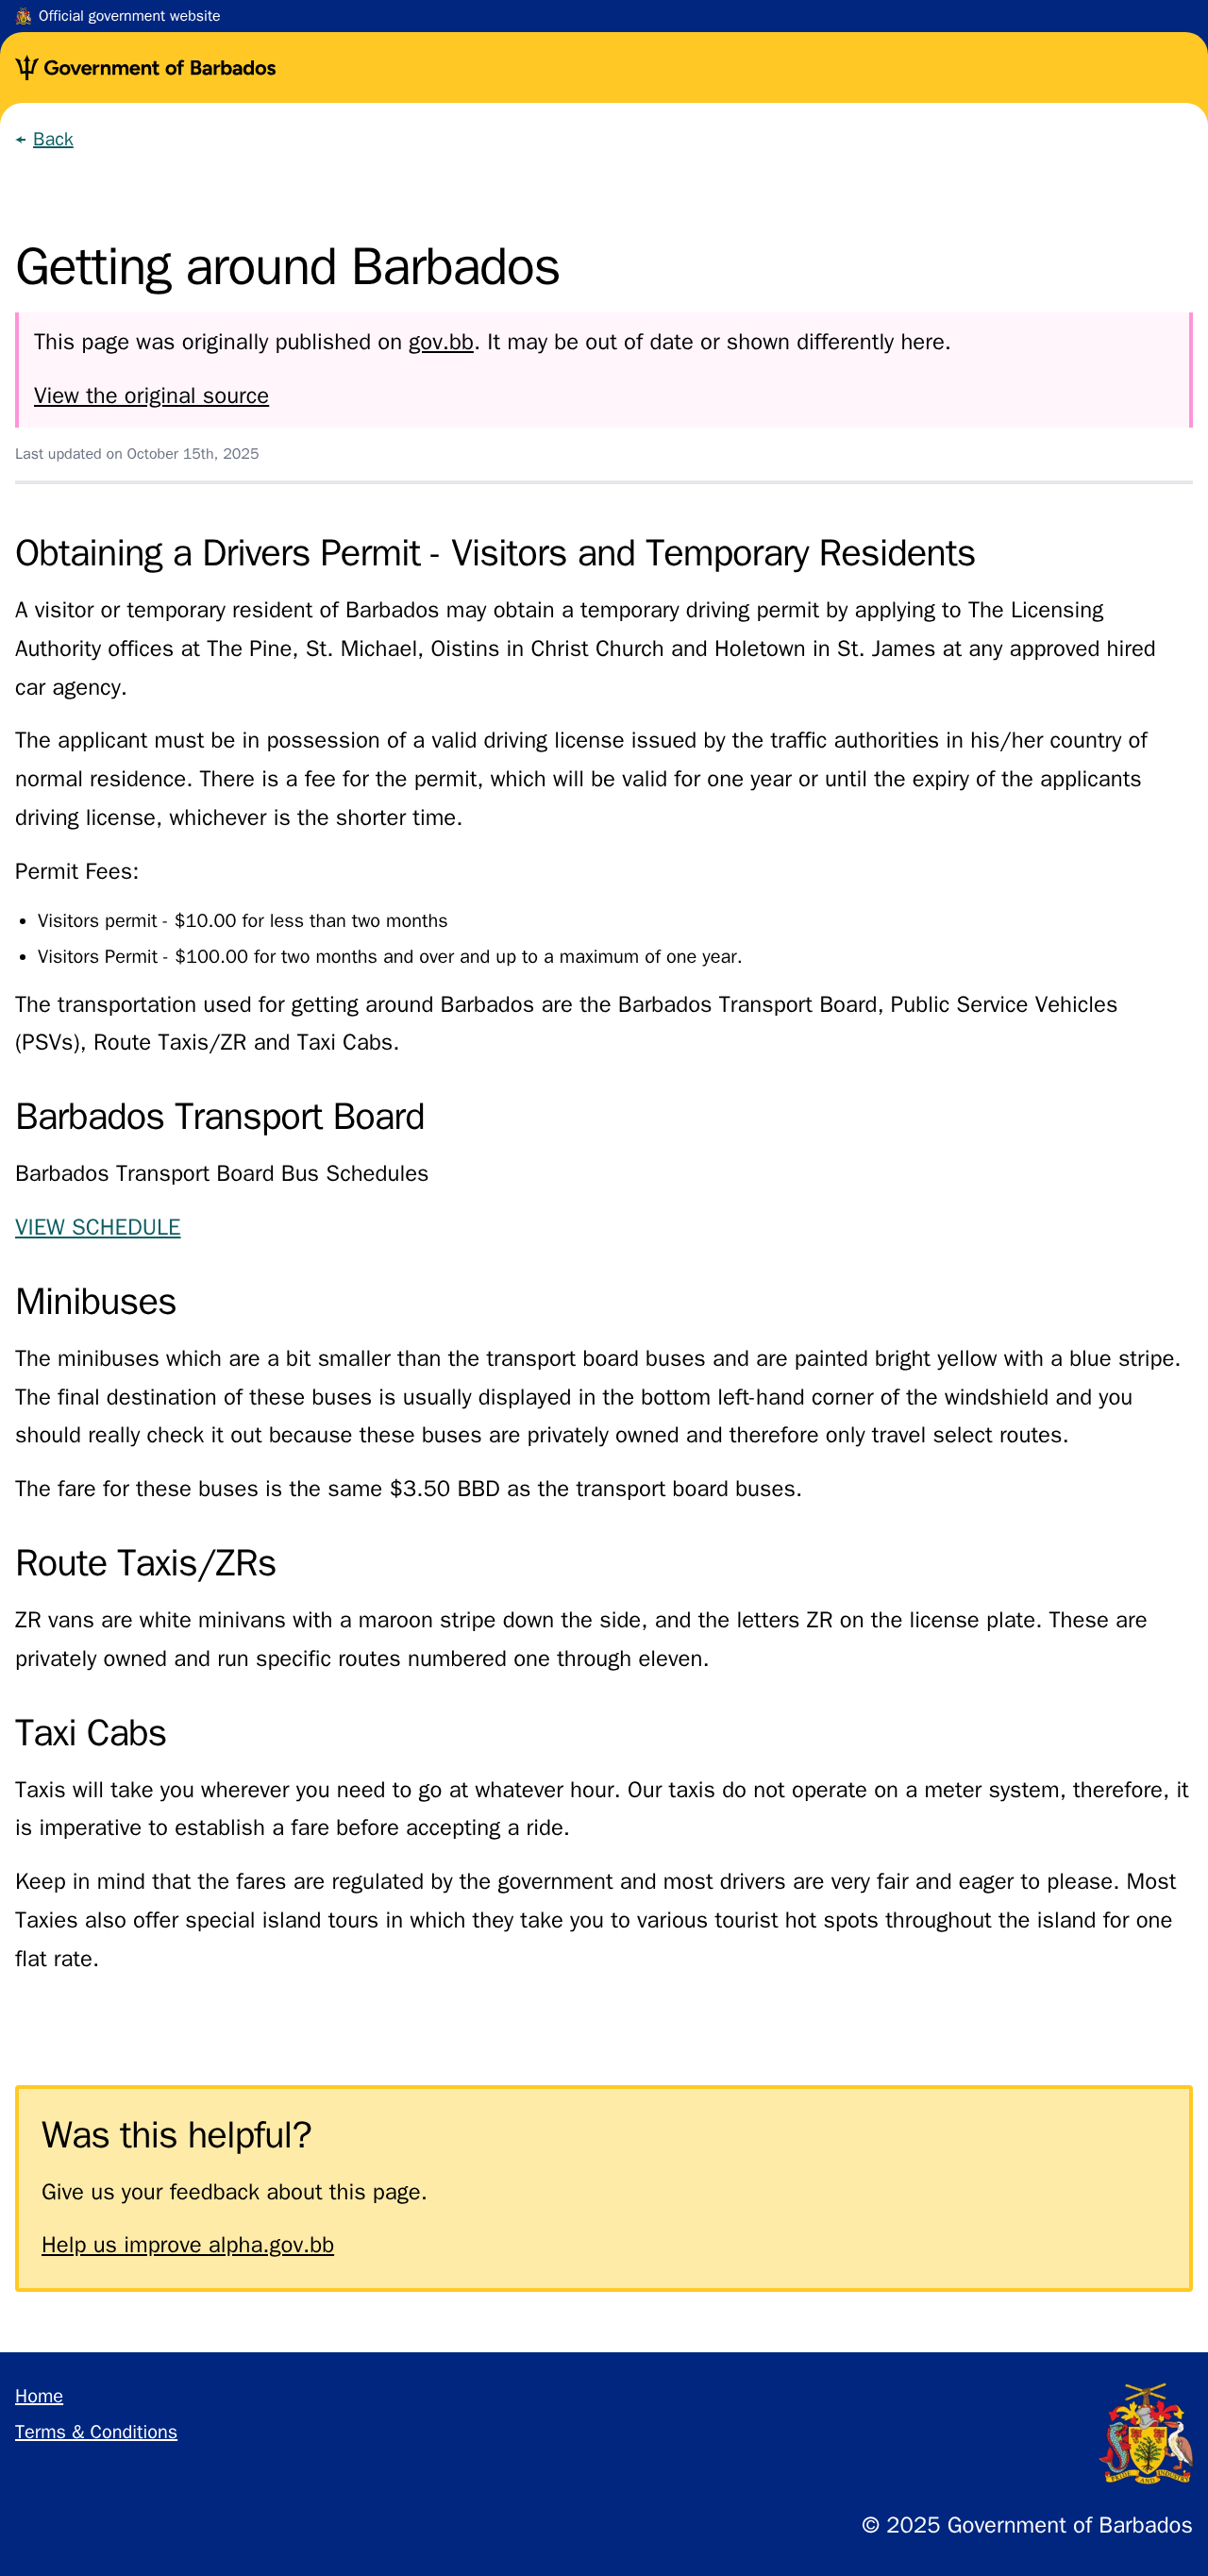 Official government website
Government of Barbados
← Back
Getting around Barbados
This page was originally published on gov.bb. It may be out of date or shown differently here.
View the original source
Last updated on October 15th, 2025
Obtaining a Drivers Permit - Visitors and Temporary Residents
A visitor or temporary resident of Barbados may obtain a temporary driving permit by applying to The Licensing
Authority offices at The Pine, St. Michael, Oistins in Christ Church and Holetown in St. James at any approved hired
car agency.
The applicant must be in possession of a valid driving license issued by the traffic authorities in his/her country of
normal residence. There is a fee for the permit, which will be valid for one year or until the expiry of the applicants
driving license, whichever is the shorter time.
Permit Fees:
• Visitors permit - $10.00 for less than two months
• Visitors Permit - $100.00 for two months and over and up to a maximum of one year.
The transportation used for getting around Barbados are the Barbados Transport Board, Public Service Vehicles
(PSVs), Route Taxis/ZR and Taxi Cabs.
Barbados Transport Board
Barbados Transport Board Bus Schedules
VIEW SCHEDULE
Minibuses
The minibuses which are a bit smaller than the transport board buses and are painted bright yellow with a blue stripe.
The final destination of these buses is usually displayed in the bottom left-hand corner of the windshield and you
should really check it out because these buses are privately owned and therefore only travel select routes.
The fare for these buses is the same $3.50 BBD as the transport board buses.
Route Taxis/ZRs
ZR vans are white minivans with a maroon stripe down the side, and the letters ZR on the license plate. These are
privately owned and run specific routes numbered one through eleven.
Taxi Cabs
Taxis will take you wherever you need to go at whatever hour. Our taxis do not operate on a meter system, therefore, it
is imperative to establish a fare before accepting a ride.
Keep in mind that the fares are regulated by the government and most drivers are very fair and eager to please. Most
Taxies also offer special island tours in which they take you to various tourist hot spots throughout the island for one
flat rate.
Was this helpful?
Give us your feedback about this page.
Help us improve alpha.gov.bb
Home
Terms & Conditions
PRIDE AND INDUSTRY
© 2025 Government of Barbados